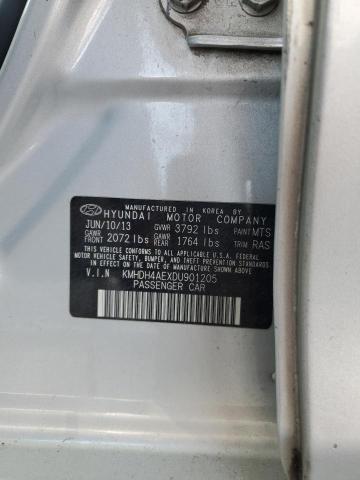 MANUFACTURED IN KOREA BY
HYUNDAI MOTOR COMPANY
JUN/10/13 GVWR 3792 lbs PAINT MTS
GAWR FRONT 2072 lbs GAWR REAR 1764 lbs TRIM RAS
THIS VEHICLE CONFORMS TO ALL APPLICABLE U.S.A. FEDERAL
MOTOR VEHICLE SAFETY, BUMPER, AND THEFT PREVENTION
STANDARDS IN EFFECT ON THE DATE OF MANUFACTURE SHOWN ABOVE.
V.I.N KMHDH4AEXDU901205
PASSENGER CAR